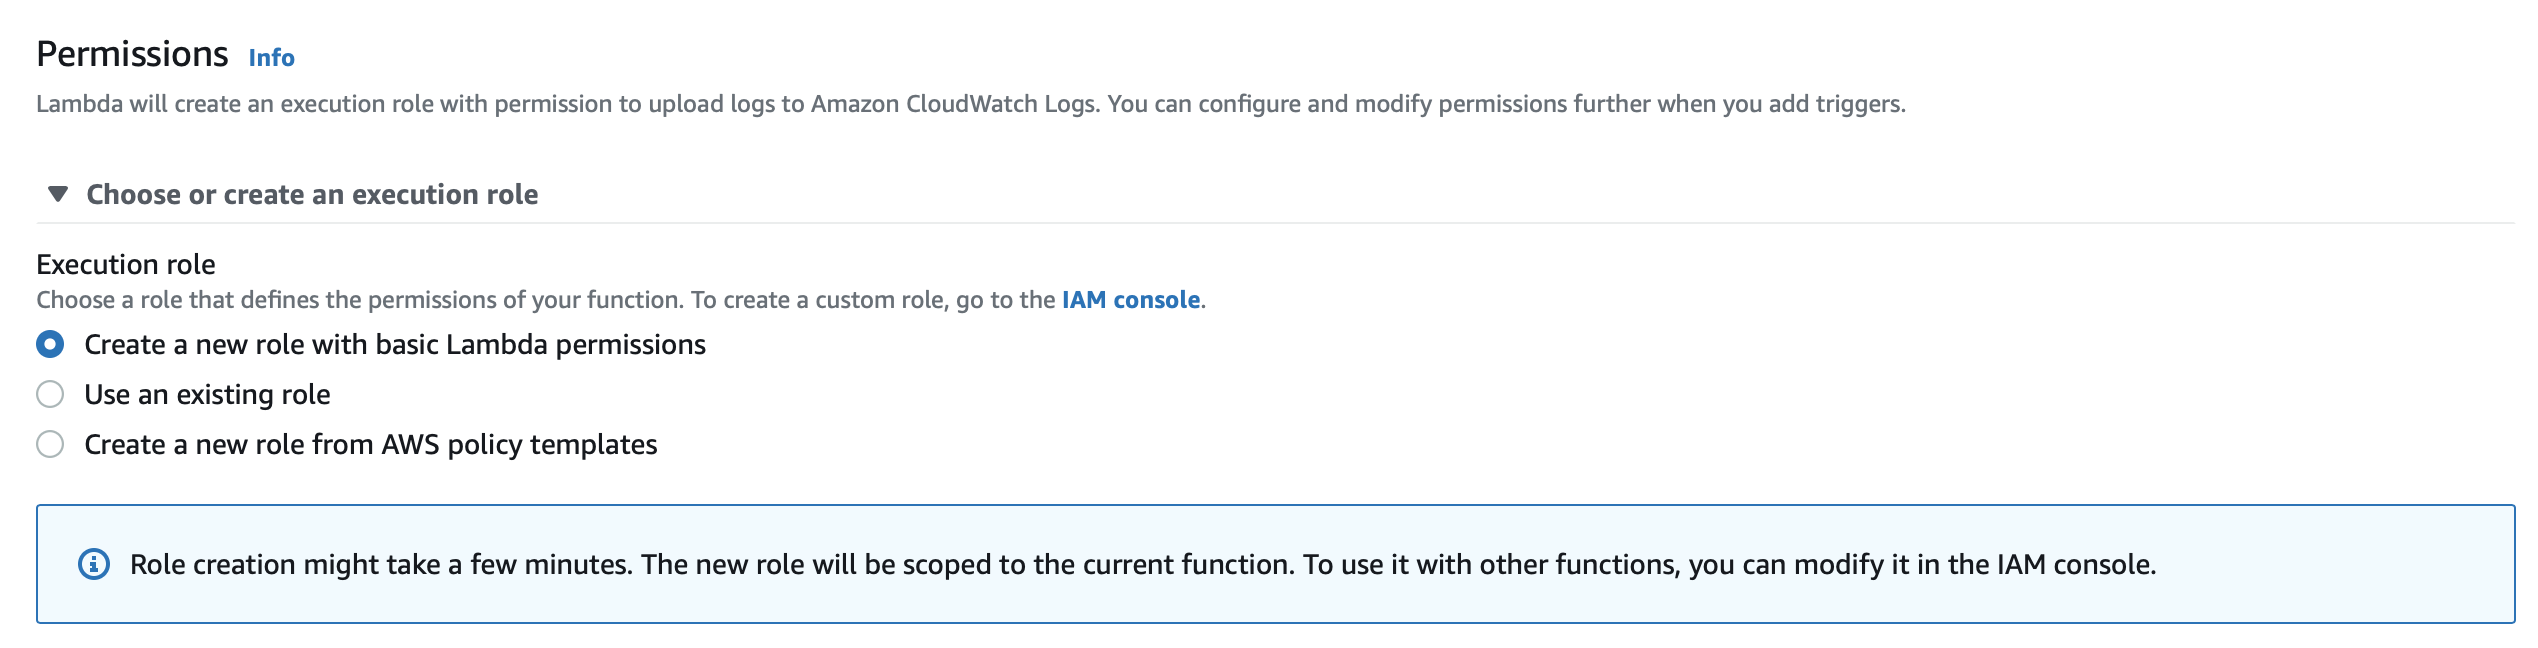 Permissions Info
Lambda will create an execution role with permission to upload logs to Amazon CloudWatch Logs. You can configure and modify permissions further when you add triggers.
Choose or create an execution role
Execution role
Choose a role that defines the permissions of your function. To create a custom role, go to the IAM console.
Create a new role with basic Lambda permissions
Use an existing role
Create a new role from AWS policy templates
Role creation might take a few minutes. The new role will be scoped to the current function. To use it with other functions, you can modify it in the IAM console.